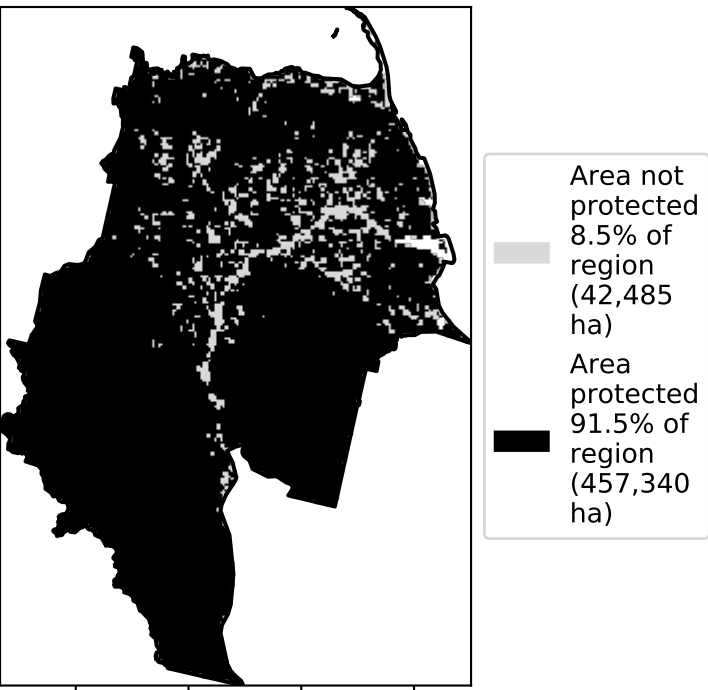 Area not
protected
8.5% of
region
(42,485
ha)
Area
protected
91.5% of
region
(457,340
ha)